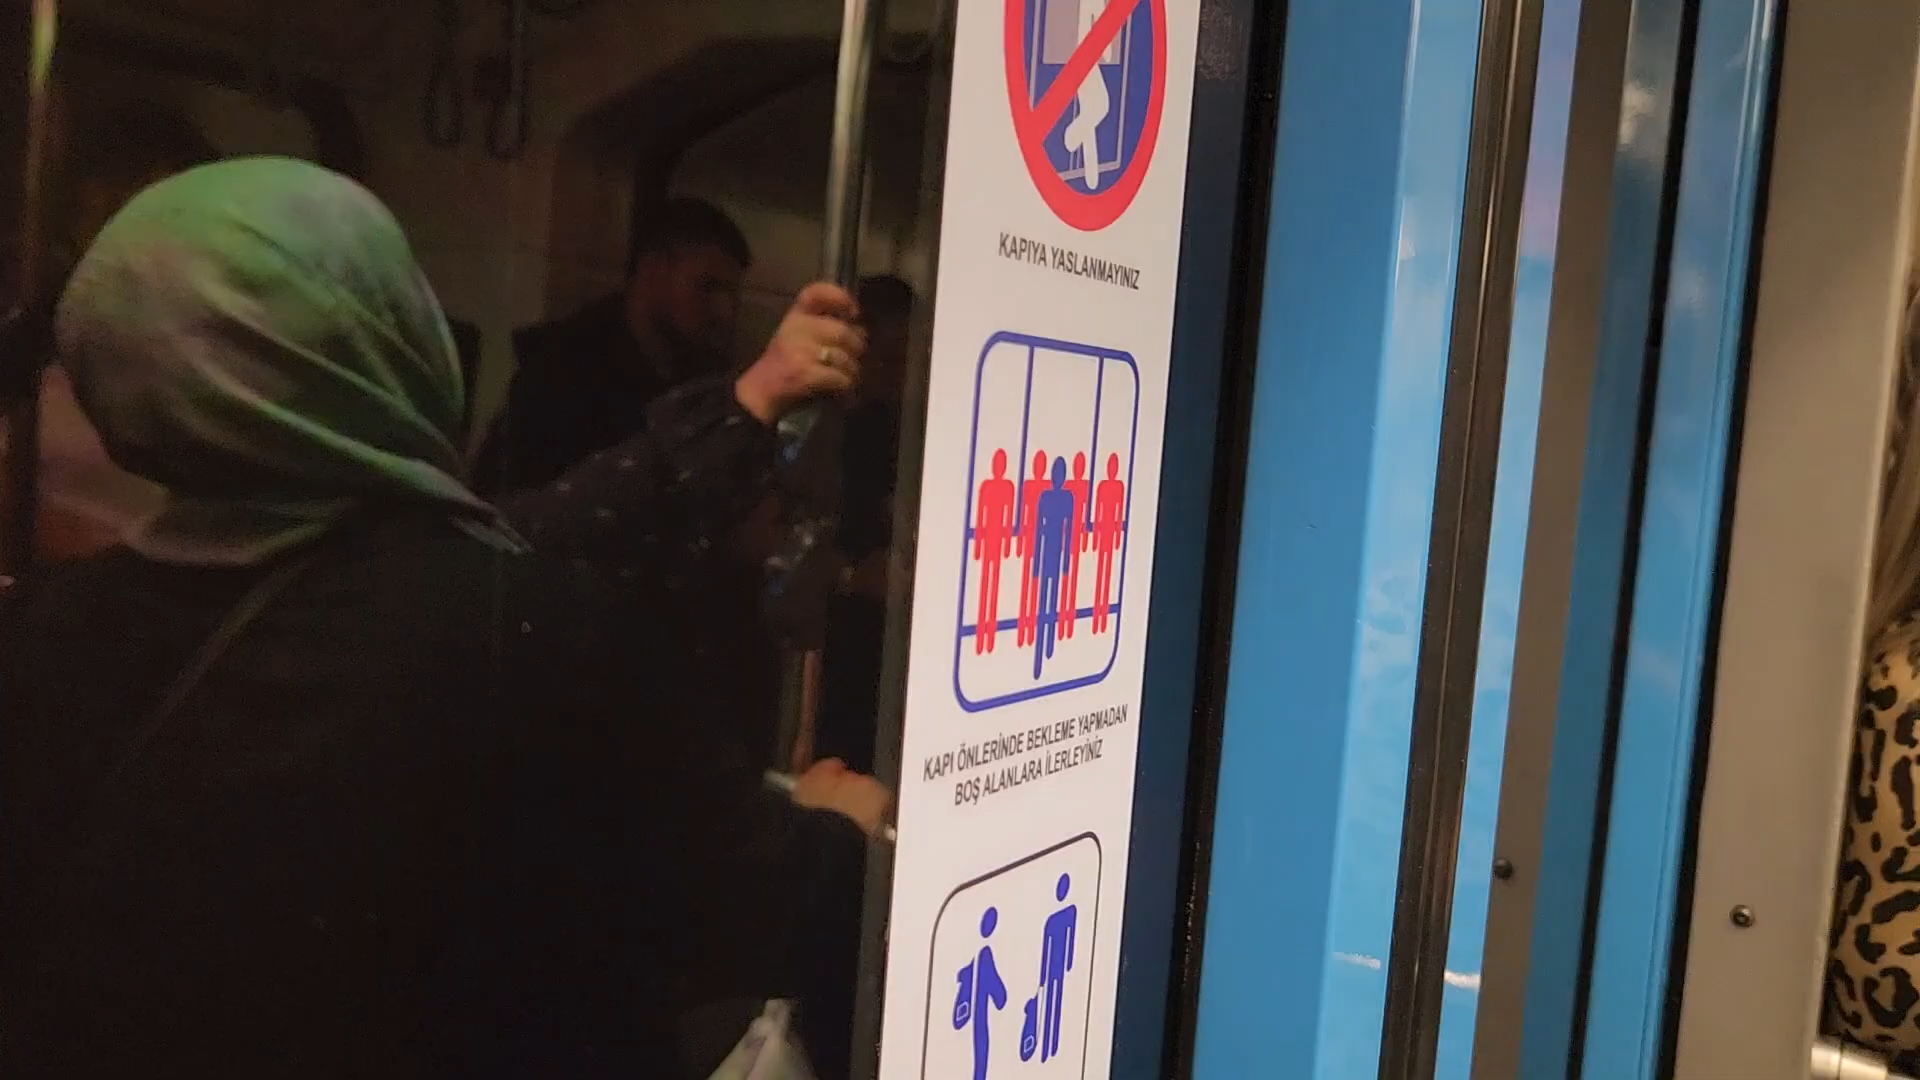 KAPIYA YASLANMAYINIZ
KAPI ÖNLERİNDE BEKLEME YAPMADAN
BOŞ ALANLARA İLERLEYİNİZ